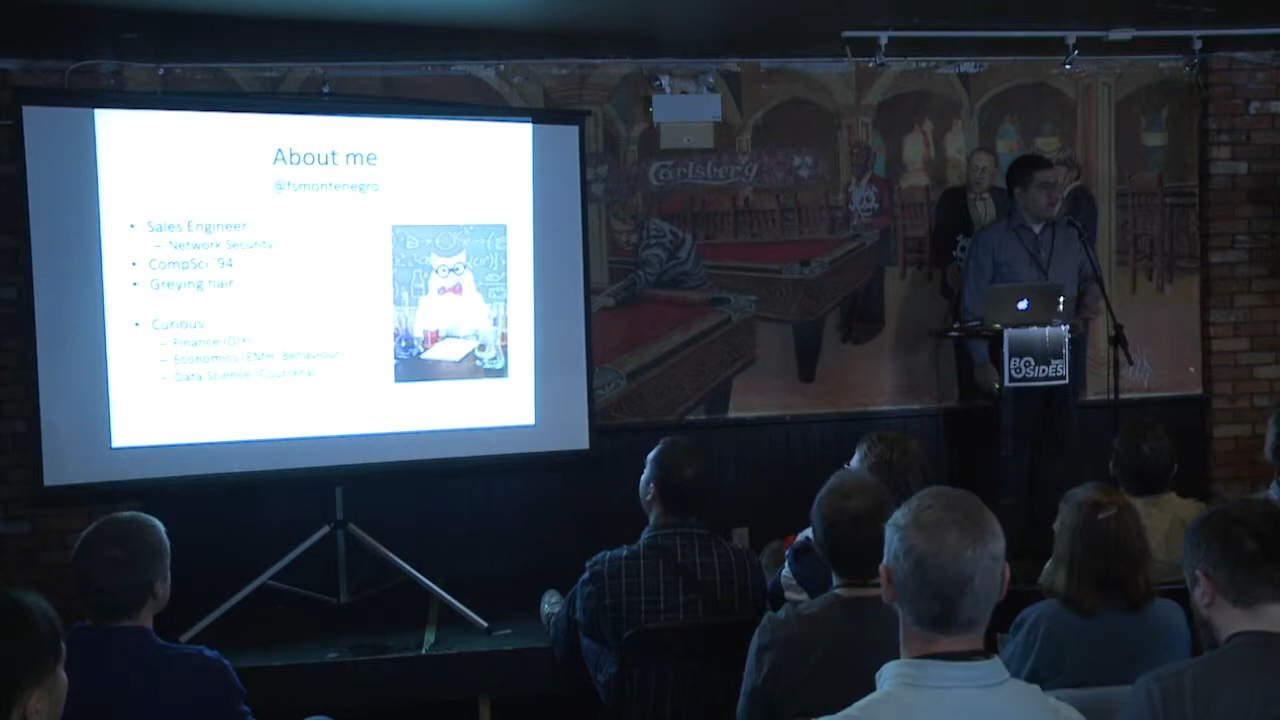 About me
@fsmontenegro
• Sales Engineer
– Network Security
• CompSci '94
• Greying hair
• Curious
– Finance (DIY)
– Economics (EMH, Behaviour)
– Data Science (Coursera)
Carlsberg
BSIDES